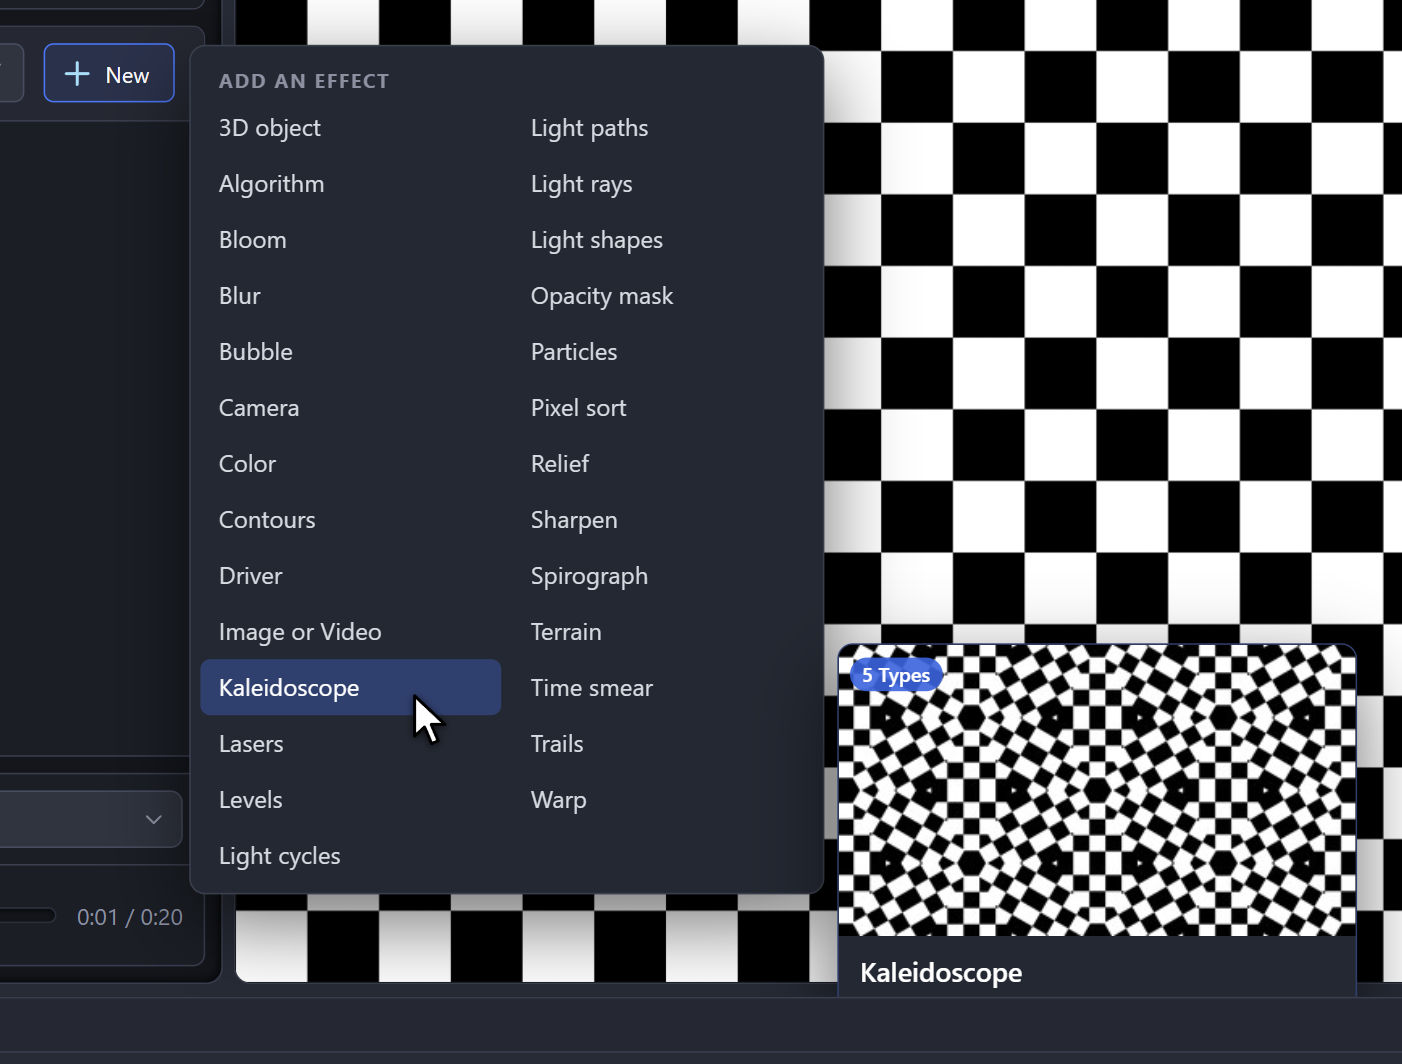 New
ADD AN EFFECT
3D object
Algorithm
Bloom
Blur
Bubble
Camera
Color
Contours
Driver
Image or Video
Kaleidoscope
Lasers
Levels
Light cycles
Light paths
Light rays
Light shapes
Opacity mask
Particles
Pixel sort
Relief
Sharpen
Spirograph
Terrain
Time smear
Trails
Warp
5 Types
Kaleidoscope
0:01 / 0:20